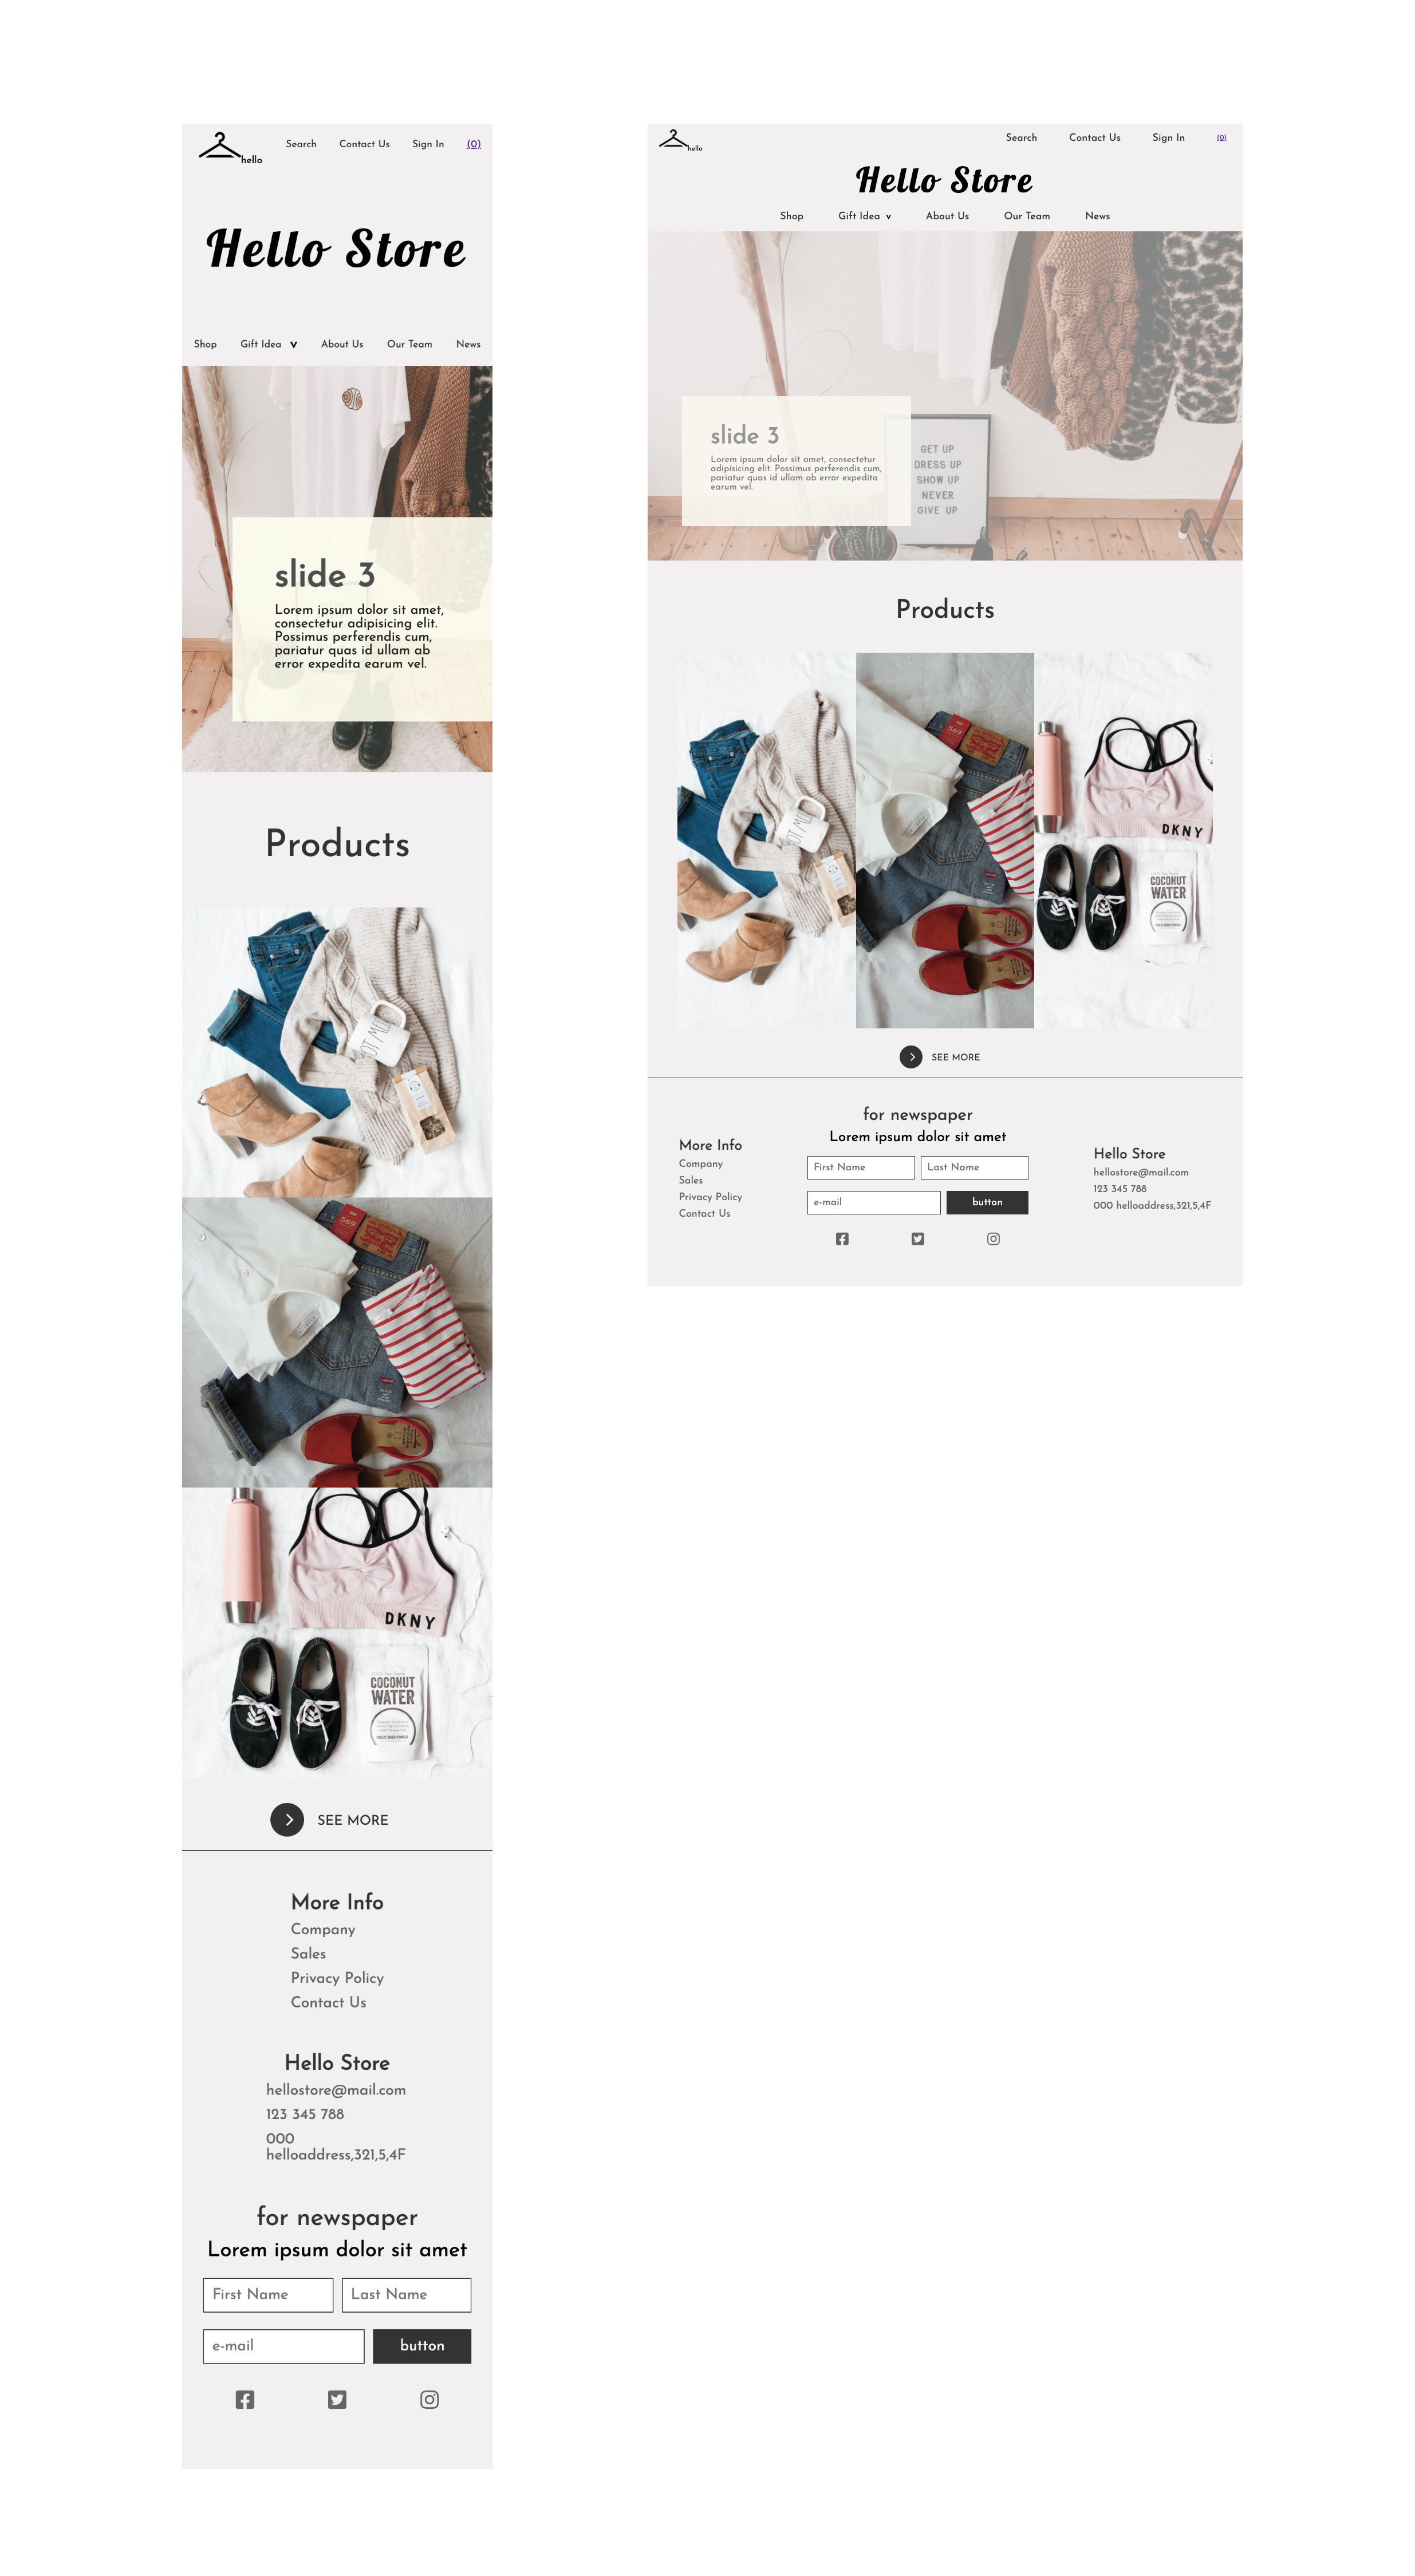 hello
Search Contact Us Sign In (0)
Hello Store
Shop Gift Idea v About Us Our Team News
slide 3
Lorem ipsum dolor sit amet,
consectetur adipisicing elit.
Possimus perferendis cum,
pariatur quas id ullam ab
error expedita earum vel.
Products
569
DKNY
COCONUT
WATER
SEE MORE
More Info
Company
Sales
Privacy Policy
Contact Us
Hello Store
hellostore@mail.com
123 345 788
000
helloaddress,321,5,4F
for newspaper
Lorem ipsum dolor sit amet
First Name Last Name
e-mail button
hello
Search Contact Us Sign In (0)
Hello Store
Shop Gift Idea v About Us Our Team News
slide 3
Lorem ipsum dolor sit amet, consectetur
adipisicing elit. Possimus perferendis cum,
pariatur quas id ullam ab error expedita
earum vel.
GET UP
DRESS UP
SHOW UP
NEVER
GIVE UP
Products
569
DKNY
COCONUT
WATER
SEE MORE
More Info
Company
Sales
Privacy Policy
Contact Us
for newspaper
Lorem ipsum dolor sit amet
First Name Last Name
e-mail button
Hello Store
hellostore@mail.com
123 345 788
000 helloaddress,321,5,4F